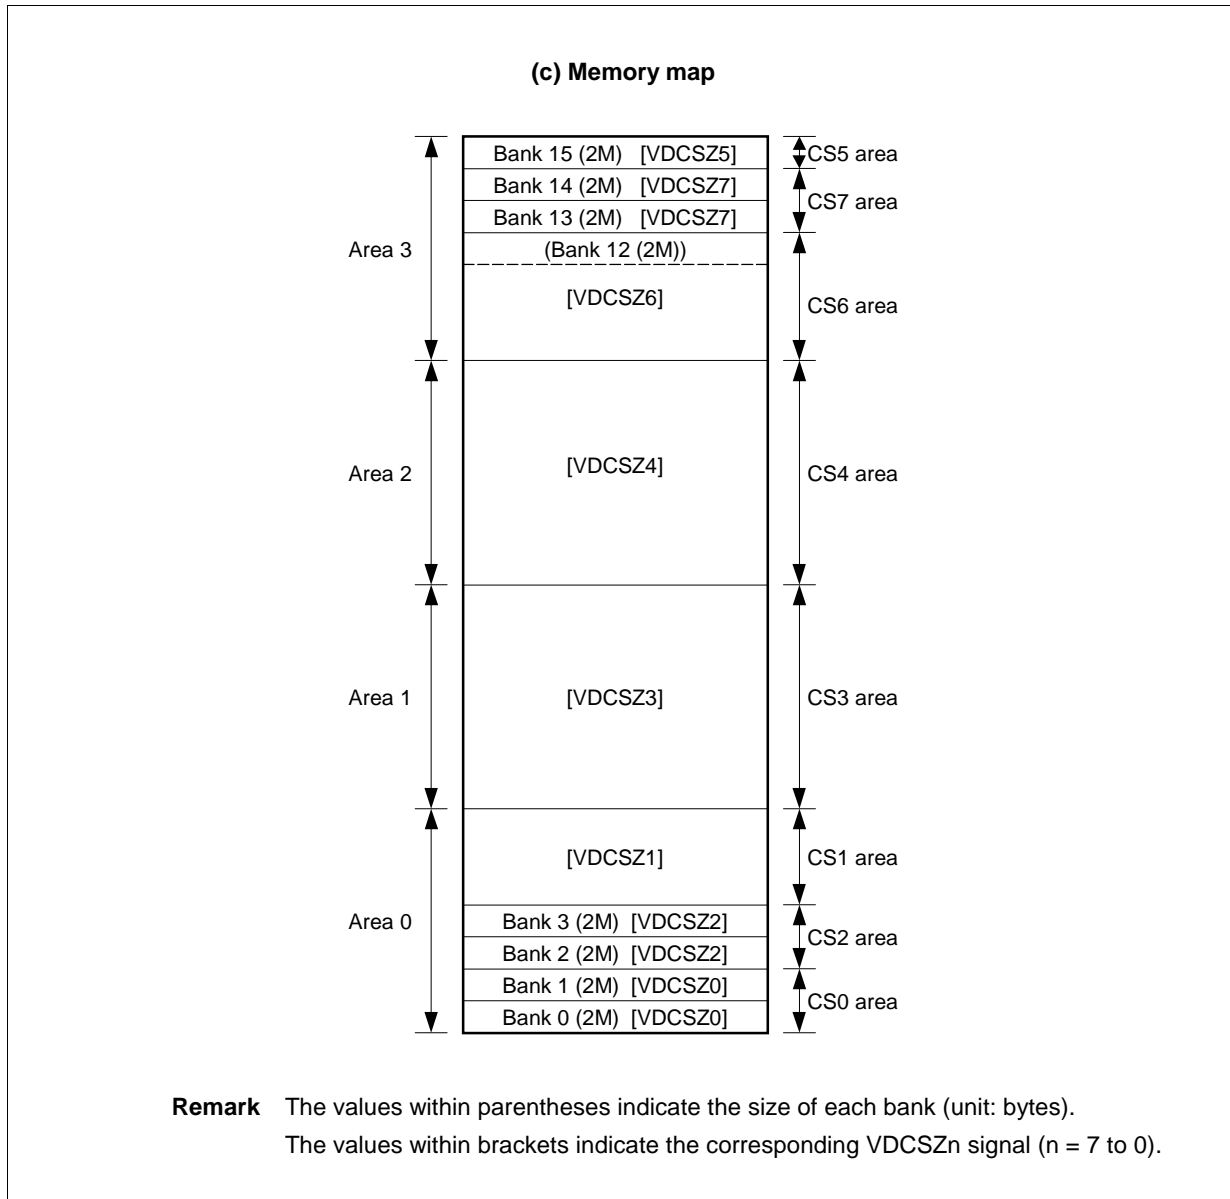 (c) Memory map
Bank 15 (2M) [VDCSZ5]
CS5 area
Bank 14 (2M) [VDCSZ7]
CS7 area
Bank 13 (2M) [VDCSZ7]
Area 3
(Bank 12 (2M))
[VDCSZ6]
CS6 area
Area 2
[VDCSZ4]
CS4 area
Area 1
[VDCSZ3]
CS3 area
[VDCSZ1]
CS1 area
Area 0
Bank 3 (2M) [VDCSZ2]
CS2 area
Bank 2 (2M) [VDCSZ2]
Bank 1 (2M) [VDCSZ0]
CS0 area
Bank 0 (2M) [VDCSZ0]
Remark The values within parentheses indicate the size of each bank (unit: bytes).
The values within brackets indicate the corresponding VDCSZn signal (n = 7 to 0).